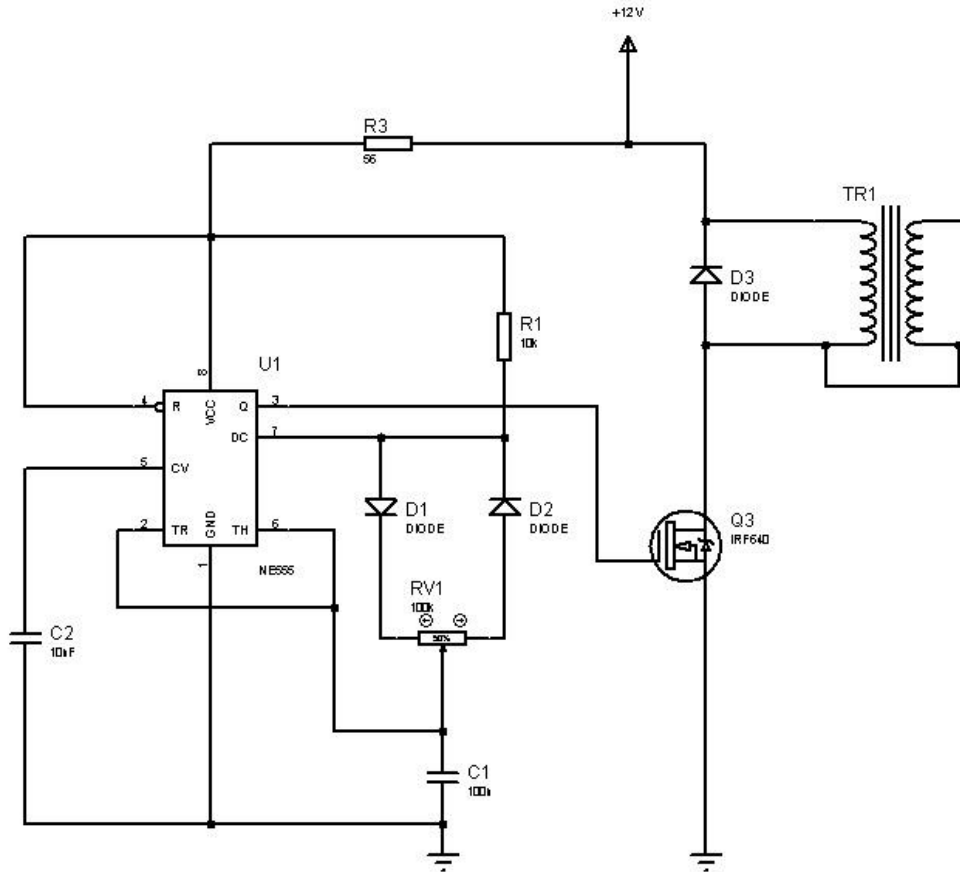 +12V
R3
56
TR1
D3
DIODE
R1
10k
U1
8
4
R
VCC
Q
3
DC
7
5
CV
D1
DIODE
D2
DIODE
2
TR
GND
TH
6
Q3
IRF640
1
NE555
RV1
100k
50%
C2
10nF
C1
100n